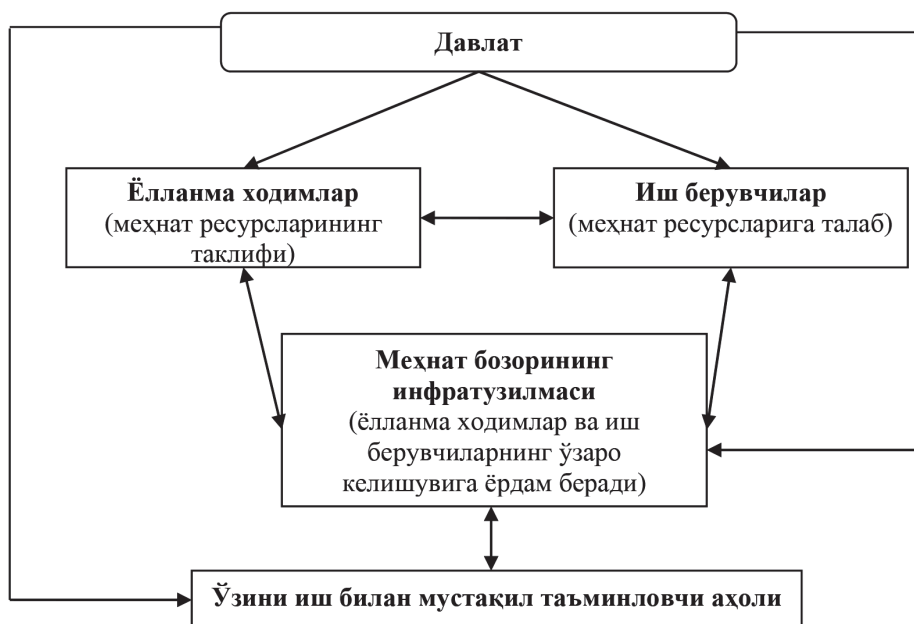 Давлат
Ёлланма ходимлар
(меҳнат ресурсларининг
таклифи)
Иш берувчилар
(меҳнат ресурсларига талаб)
Меҳнат бозорининг
инфратузилмаси
(ёлланма ходимлар ва иш
берувчиларнинг ўзаро
келишувига ёрдам беради)
Ўзини иш билан мустақил таъминловчи аҳоли